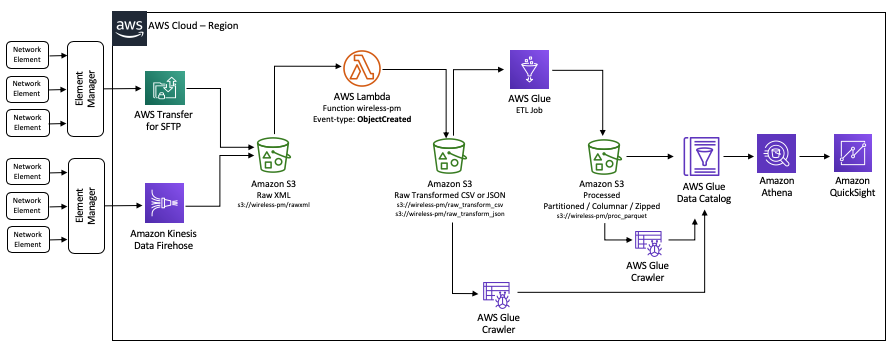 aws
AWS Cloud – Region
Network
Element
Network
Element
Network
Element
Element
Manager
Network
Element
Network
Element
Network
Element
Element
Manager
AWS Transfer
for SFTP
Amazon Kinesis
Data Firehose
Amazon S3
Raw XML
s3://wireless-pm/rawxml
AWS Lambda
Function wireless-pm
Event-type: ObjectCreated
Amazon S3
Raw Transformed CSV or JSON
s3://wireless-pm/raw_transform_csv
s3://wireless-pm/raw_transform_json
AWS Glue
ETL Job
Amazon S3
Processed
Partitioned / Columnar / Zipped
s3://wireless-pm/proc_parquet
AWS Glue
Crawler
AWS Glue
Crawler
AWS Glue
Data Catalog
Amazon
Athena
Amazon
QuickSight